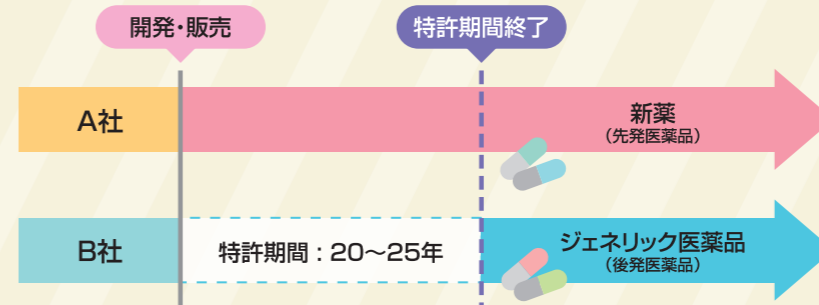 開発・販売
特許期間終了
A社
新薬
(先発医薬品)
B社
特許期間：20〜25年
ジェネリック医薬品
(後発医薬品)